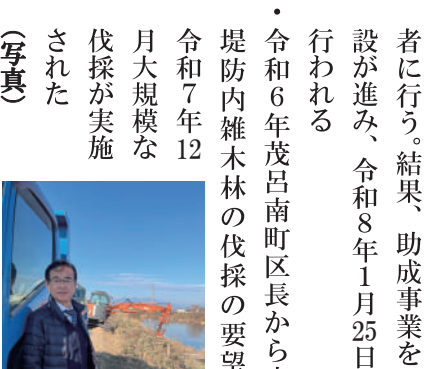 者に行う。結果、助成事業を
設が進み、令和8年1月25日
行われる
・令和6年茂呂南町区長から
堤防内雑木林の伐採の要望
令和7年12
月大規模な
伐採が実施
された
（写真）